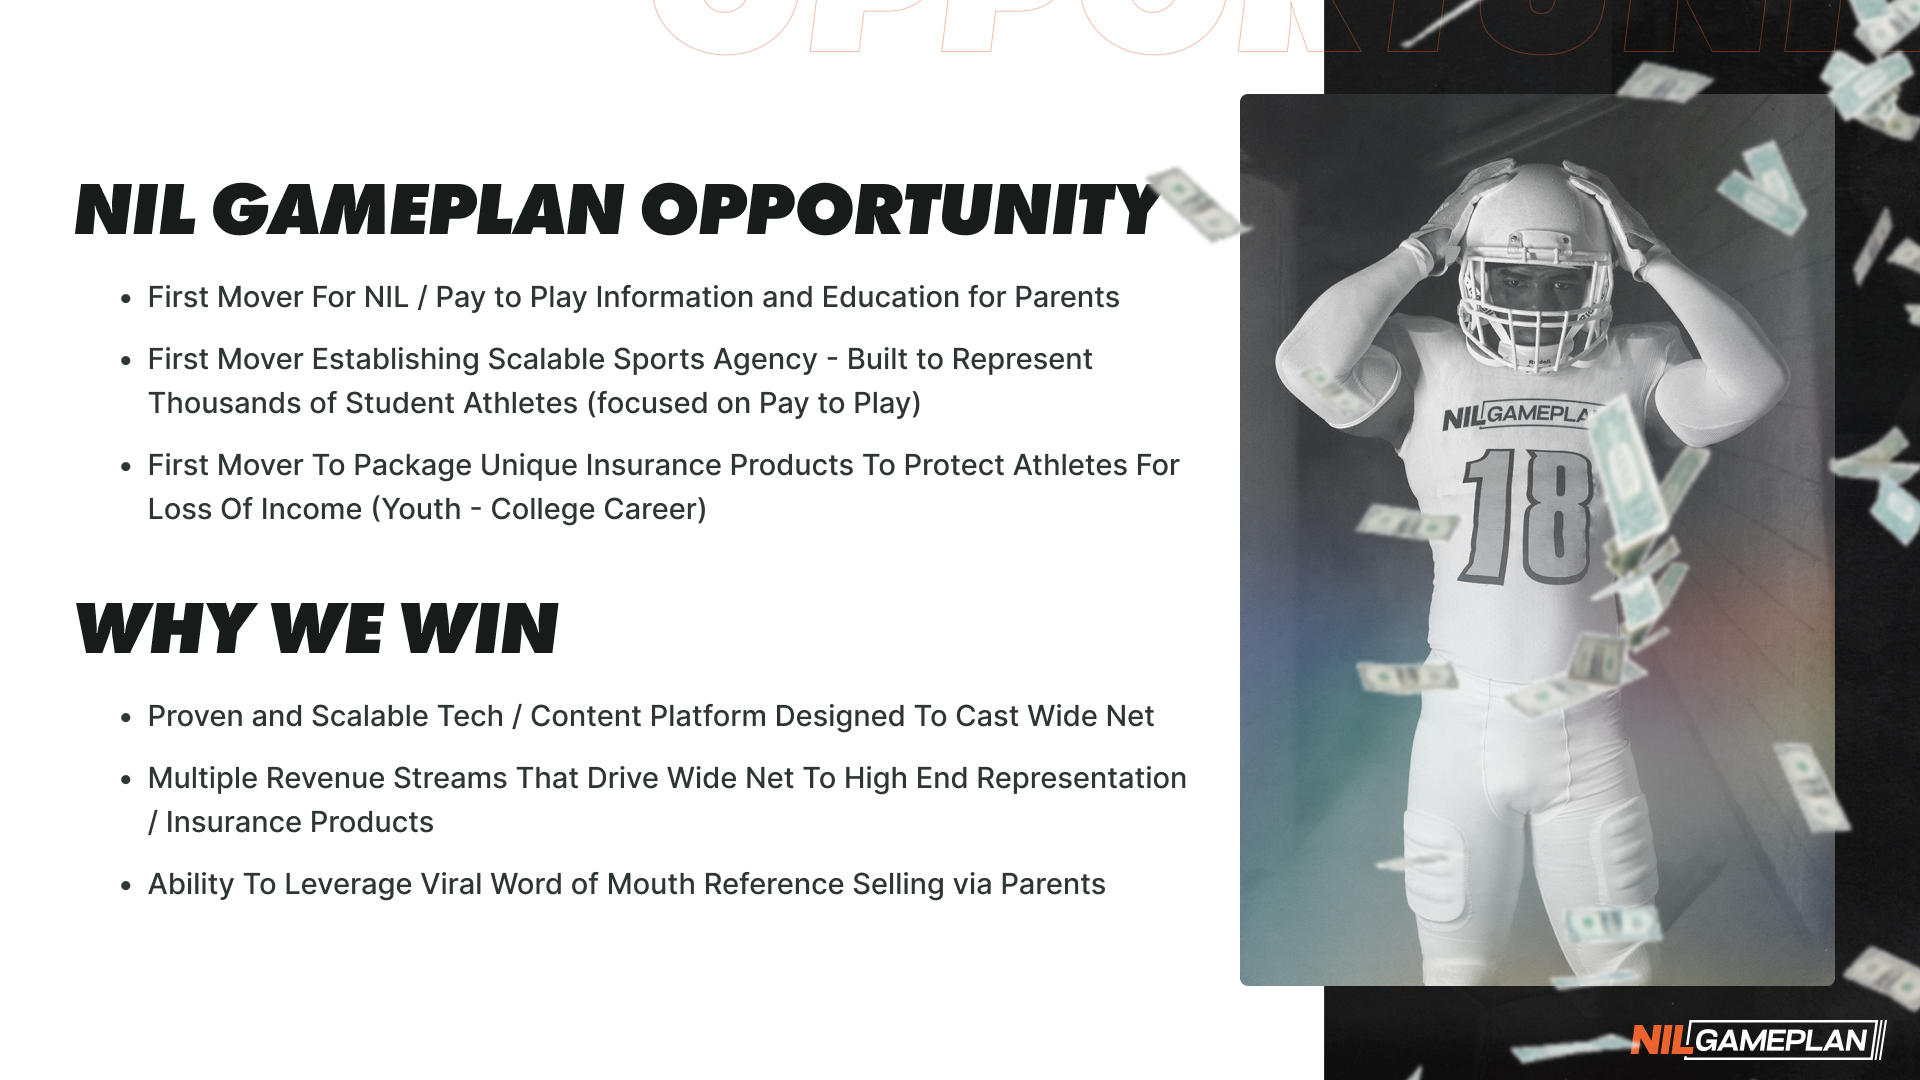 NIL GAMEPLAN OPPORTUNITY
• First Mover For NIL / Pay to Play Information and Education for Parents
• First Mover Establishing Scalable Sports Agency - Built to Represent
Thousands of Student Athletes (focused on Pay to Play)
• First Mover To Package Unique Insurance Products To Protect Athletes For
Loss Of Income (Youth - College Career)
WHY WE WIN
• Proven and Scalable Tech / Content Platform Designed To Cast Wide Net
• Multiple Revenue Streams That Drive Wide Net To High End Representation
/ Insurance Products
• Ability To Leverage Viral Word of Mouth Reference Selling via Parents
NIL GAMEPLAN
18
NIL GAMEPLAN